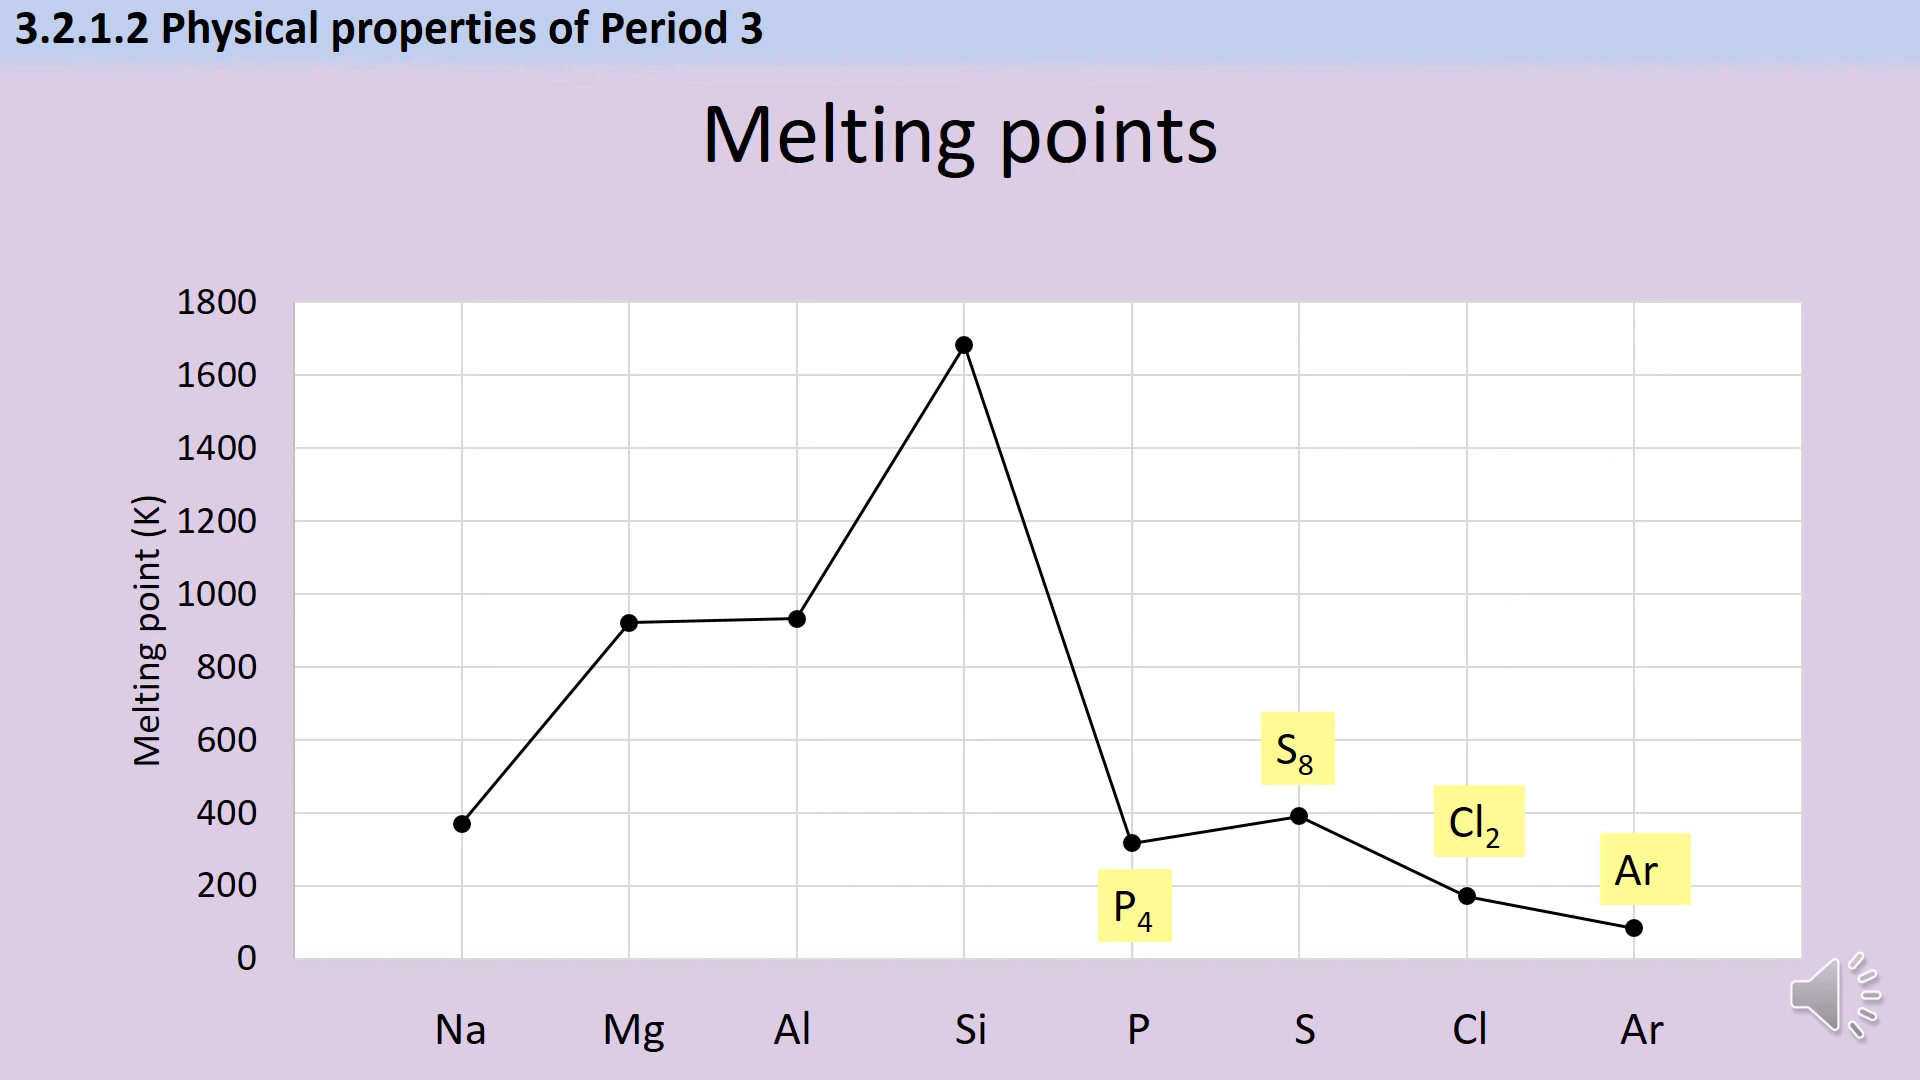 3.2.1.2 Physical properties of Period 3
Melting points
Melting point (K)
1800
1600
1400
1200
1000
800
600
400
200
0
S₈
Cl₂
Ar
P₄
Na Mg Al Si P S Cl Ar